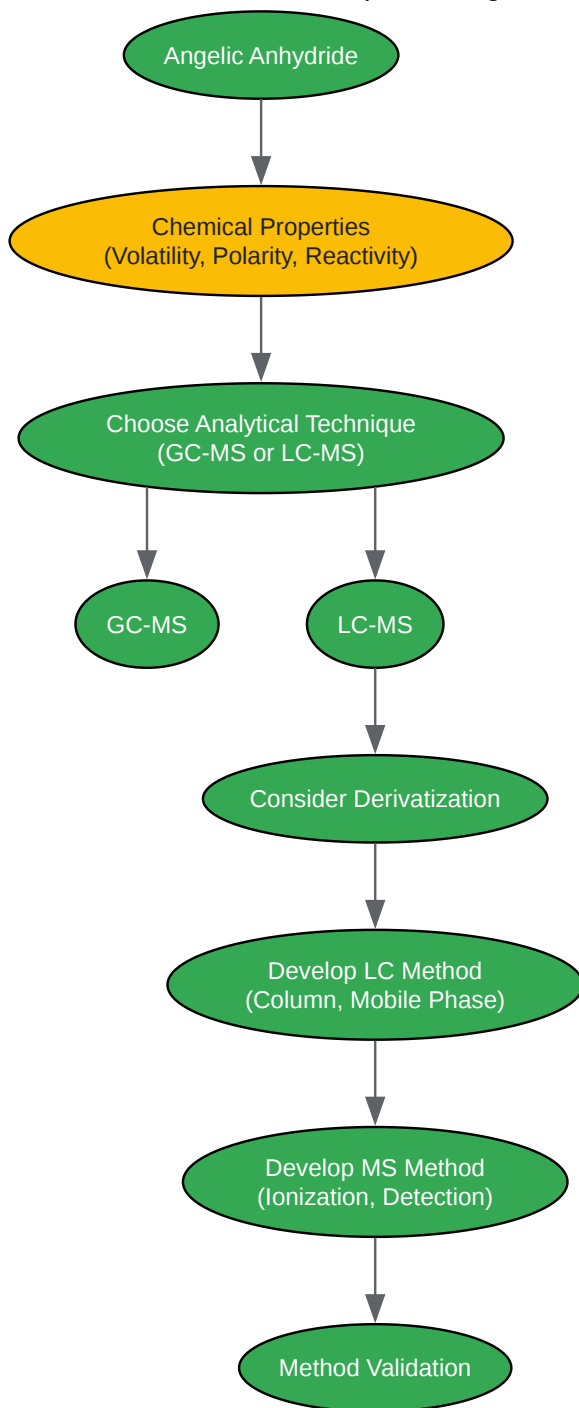 Angelic Anhydride
Chemical Properties
(Volatility, Polarity, Reactivity)
Choose Analytical Technique
(GC-MS or LC-MS)
GC-MS
LC-MS
Consider Derivatization
Develop LC Method
(Column, Mobile Phase)
Develop MS Method
(Ionization, Detection)
Method Validation